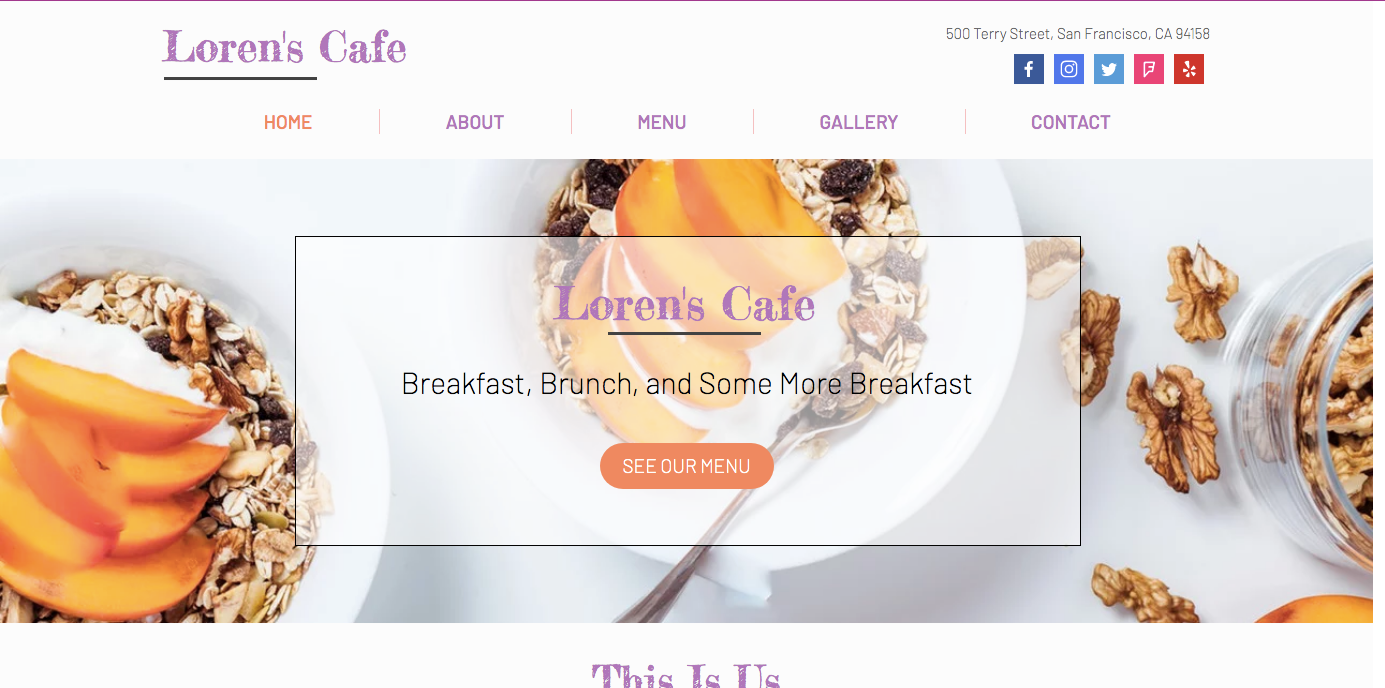 Loren's Cafe
500 Terry Street, San Francisco, CA 94158
HOME
ABOUT
MENU
GALLERY
CONTACT
Loren's Cafe
Breakfast, Brunch, and Some More Breakfast
SEE OUR MENU
This Is Us